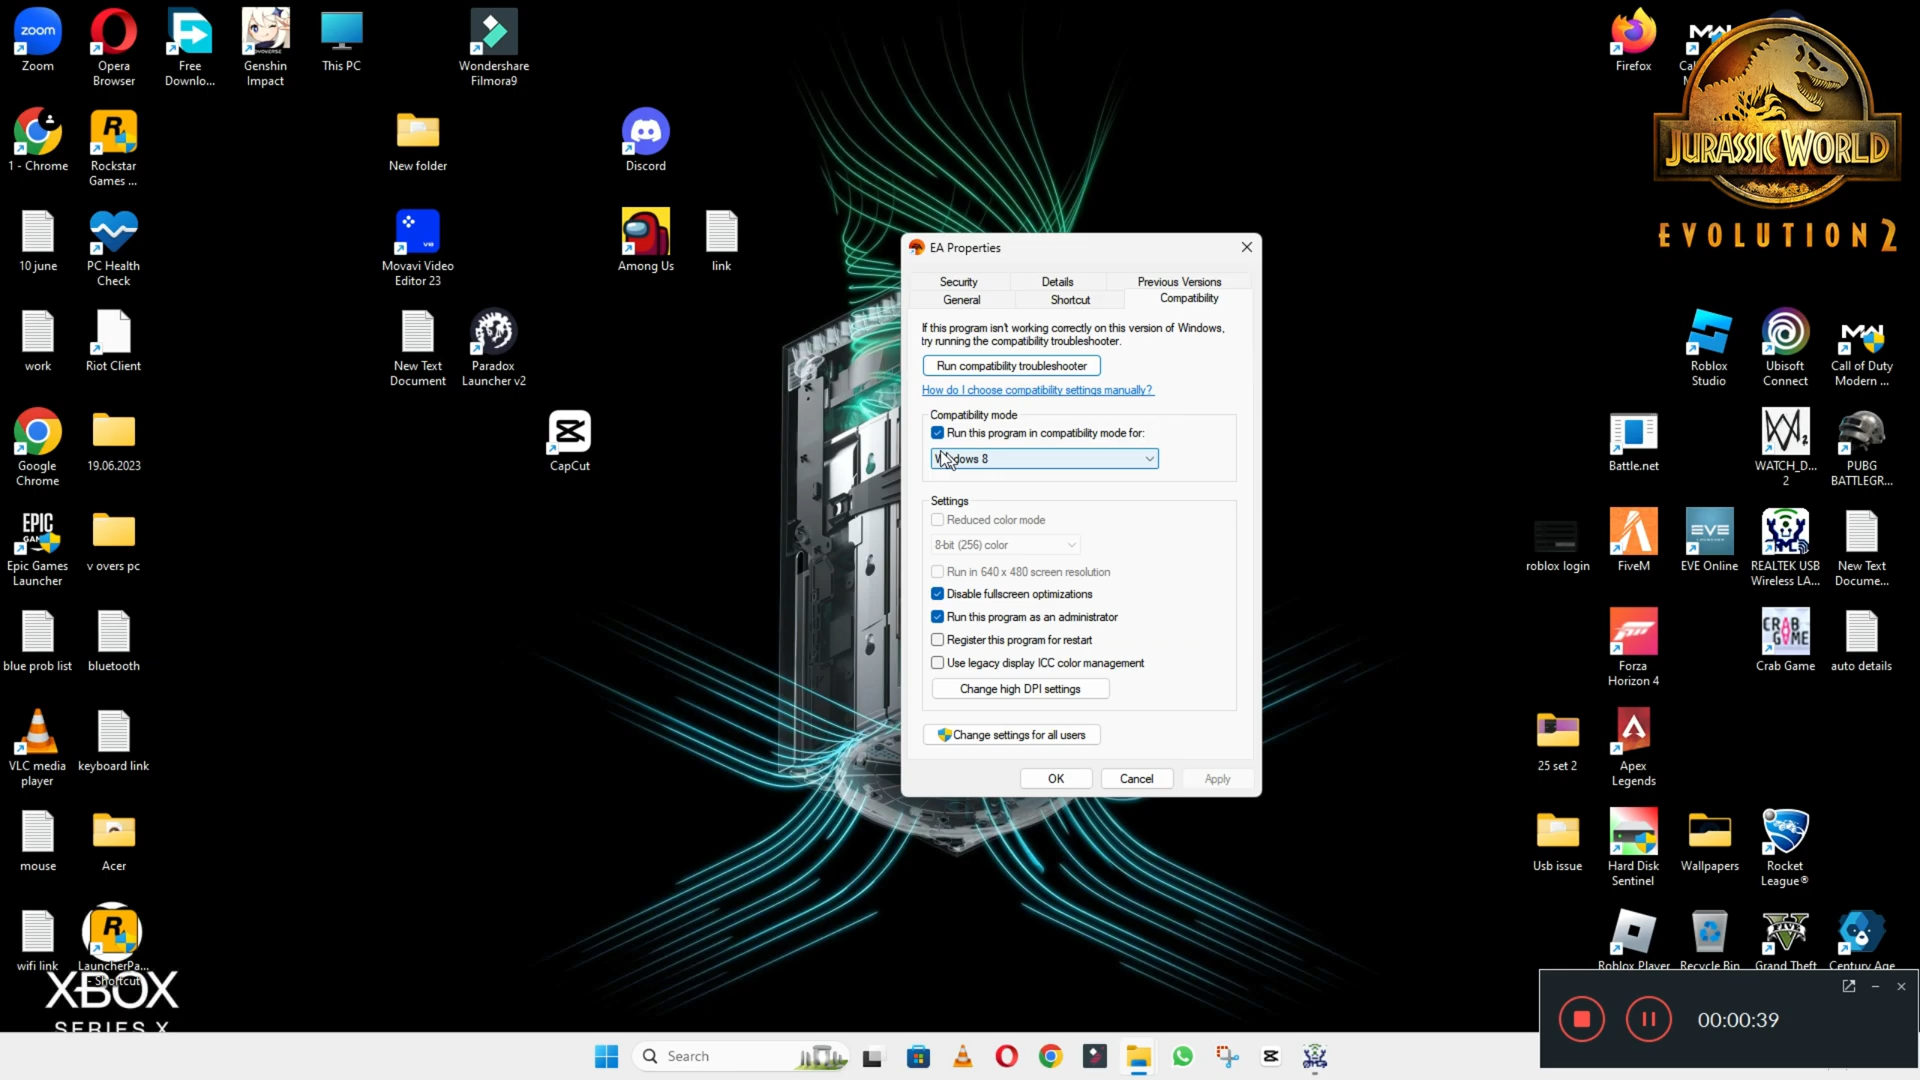 Zoom
Opera Browser
Free Downlo...
Genshin Impact
This PC
Wondershare Filmora9
Firefox
1 - Chrome
Rockstar Games ...
New folder
Discord
JURASSIC WORLD
EVOLUTION 2
10 june
PC Health Check
Movavi Video Editor 23
Among Us
link
work
Riot Client
New Text Document
Paradox Launcher v2
Roblox Studio
Ubisoft Connect
Call of Duty Modern ...
Google Chrome
19.06.2023
CapCut
Battle.net
WATCH_D... 2
PUBG BATTLEGR...
Epic Games Launcher
v overs pc
roblox login
FiveM
EVE Online
REALTEK USB Wireless LA...
New Text Docume...
blue prob list
bluetooth
Forza Horizon 4
Crab Game
auto details
VLC media player
keyboard link
25 set 2
Apex Legends
mouse
Acer
Usb issue
Hard Disk Sentinel
Wallpapers
Rocket League®
wifi link
LauncherPa... - Shortcut
Roblox Player
Recycle Bin
Grand Theft
Century Age
XBOX
SERIES X
EA Properties
Security
Details
Previous Versions
General
Shortcut
Compatibility
If this program isn't working correctly on this version of Windows,
try running the compatibility troubleshooter.
Run compatibility troubleshooter
How do I choose compatibility settings manually?
Compatibility mode
Run this program in compatibility mode for:
Windows 8
Settings
Reduced color mode
8-bit (256) color
Run in 640 x 480 screen resolution
Disable fullscreen optimizations
Run this program as an administrator
Register this program for restart
Use legacy display ICC color management
Change high DPI settings
Change settings for all users
OK
Cancel
Apply
00:00:39
Search